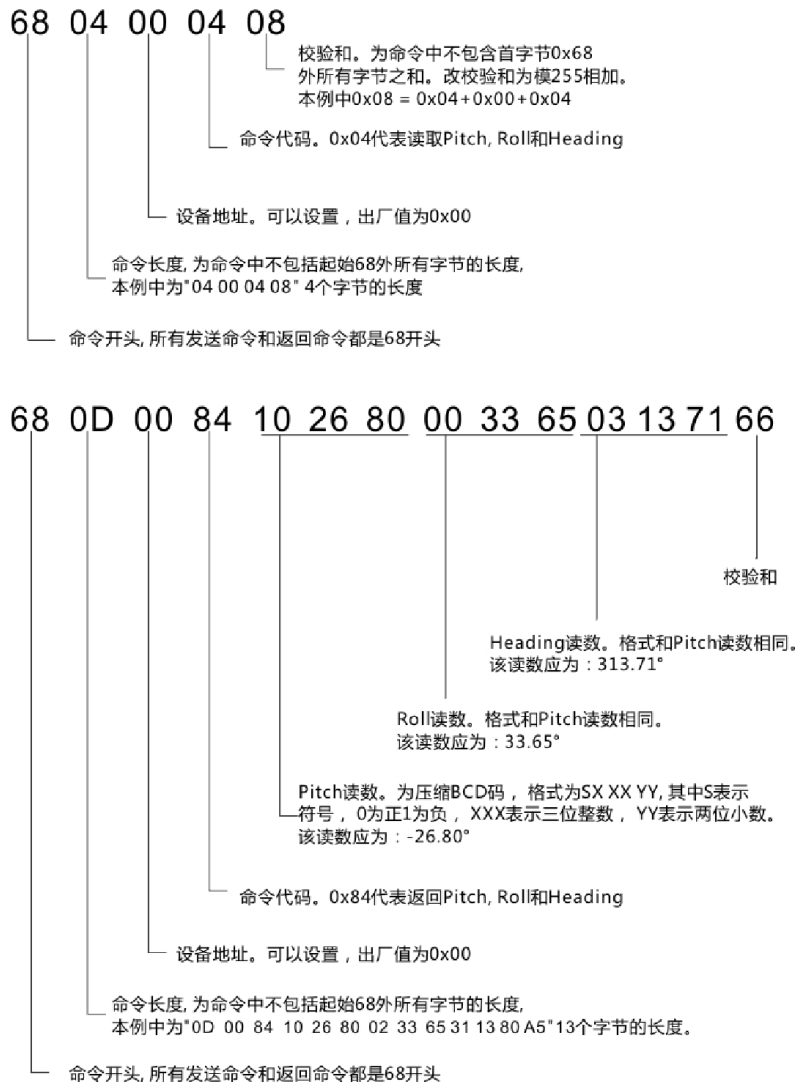 68 04 00 04 08
校验和。为命令中不包含首字节0x68
外所有字节之和。改校验和为模255相加。
本例中0x08 = 0x04+0x00+0x04
命令代码。0x04代表读取Pitch, Roll和Heading
设备地址。可以设置，出厂值为0x00
命令长度, 为命令中不包括起始68外所有字节的长度,
本例中为"04 00 04 08" 4个字节的长度
命令开头, 所有发送命令和返回命令都是68开头
68 0D 00 84 10 26 80 00 33 65 03 13 71 66
校验和
Heading读数。格式和Pitch读数相同。
该读数应为：313.71°
Roll读数。格式和Pitch读数相同。
该读数应为：33.65°
Pitch读数。为压缩BCD码，格式为SX XX YY, 其中S表示
符号，0为正1为负，XXX表示三位整数，YY表示两位小数。
该读数应为：-26.80°
命令代码。0x84代表返回Pitch, Roll和Heading
设备地址。可以设置，出厂值为0x00
命令长度, 为命令中不包括起始68外所有字节的长度,
本例中为"0D 00 84 10 26 80 02 33 65 31 13 80 A5"13个字节的长度。
命令开头, 所有发送命令和返回命令都是68开头